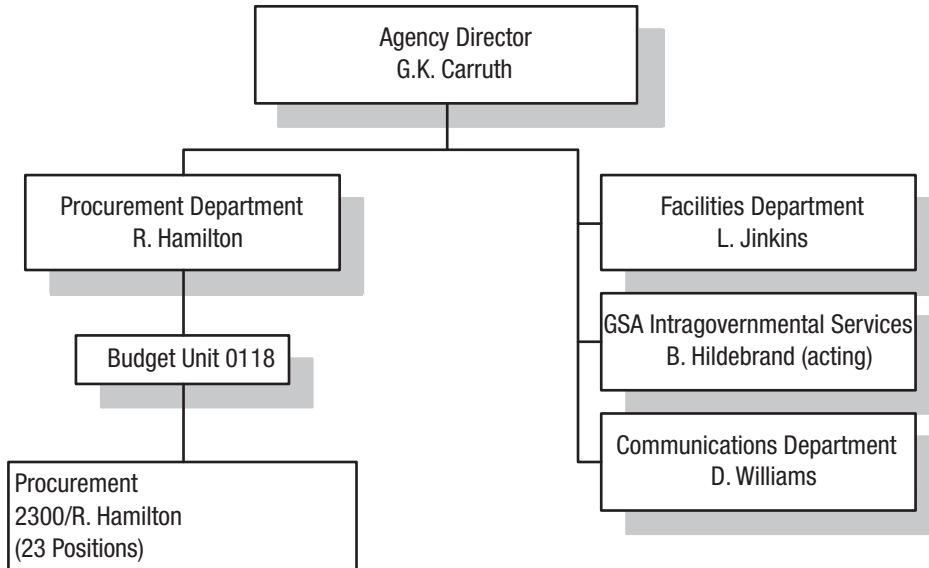 Agency Director
G.K. Carruth
Procurement Department
R. Hamilton
Facilities Department
L. Jinkins
GSA Intragovernmental Services
B. Hildebrand (acting)
Budget Unit 0118
Communications Department
D. Williams
Procurement
2300/R. Hamilton
(23 Positions)